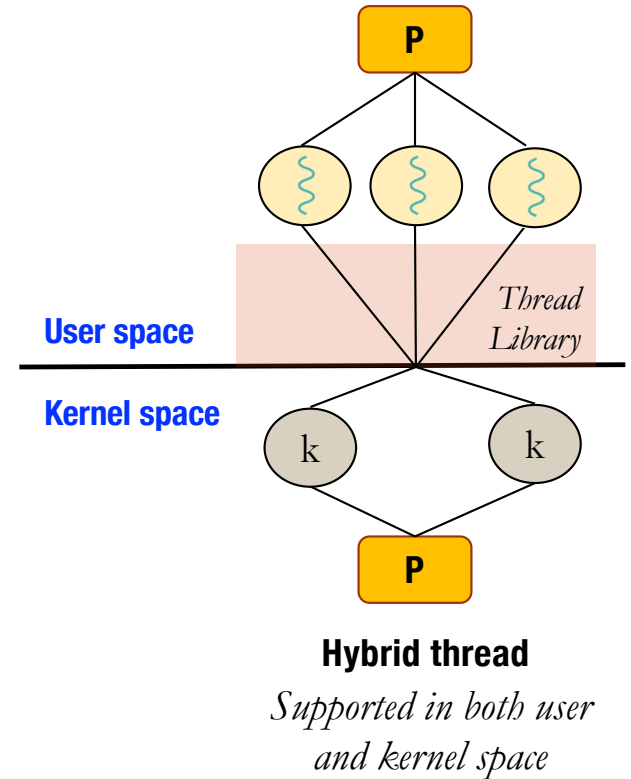 P
Thread
Library
User space
Kernel space
k k
P
Hybrid thread
Supported in both user
and kernel space